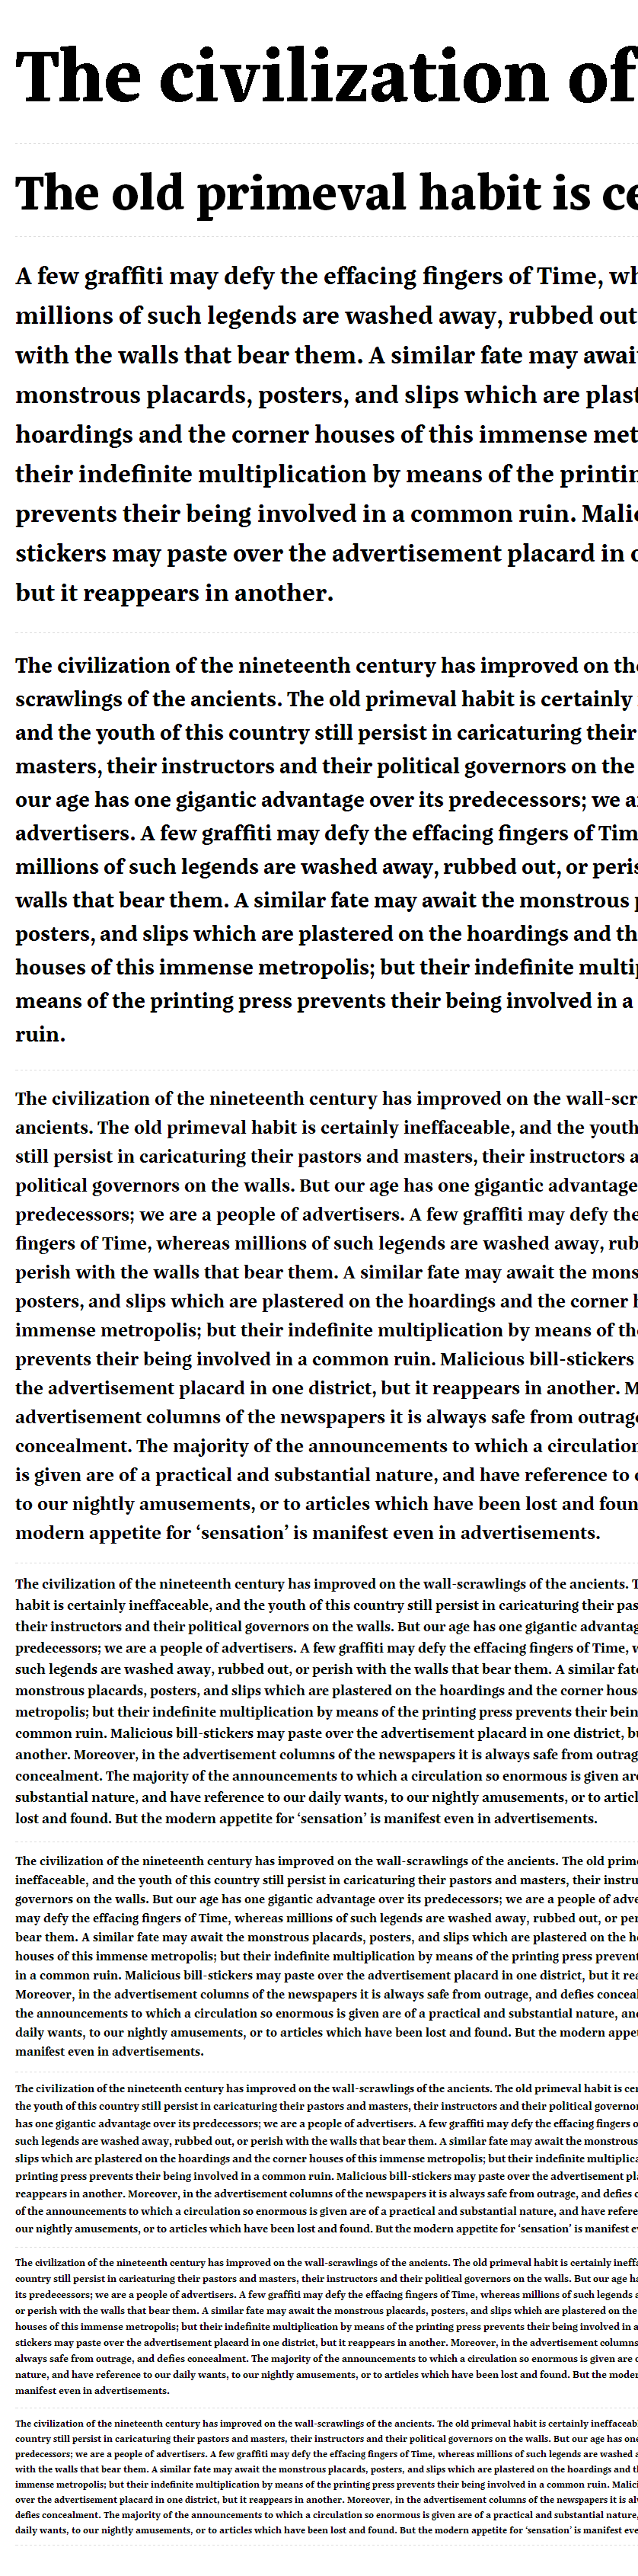 The civilization of
The old primeval habit is ce
A few graffiti may defy the effacing fingers of Time, wh
millions of such legends are washed away, rubbed out
with the walls that bear them. A similar fate may await
monstrous placards, posters, and slips which are plast
hoardings and the corner houses of this immense met
their indefinite multiplication by means of the printin
prevents their being involved in a common ruin. Malic
stickers may paste over the advertisement placard in o
but it reappears in another.
The civilization of the nineteenth century has improved on the
scrawlings of the ancients. The old primeval habit is certainly
and the youth of this country still persist in caricaturing their
masters, their instructors and their political governors on the
our age has one gigantic advantage over its predecessors; we a
advertisers. A few graffiti may defy the effacing fingers of Tim
millions of such legends are washed away, rubbed out, or peris
walls that bear them. A similar fate may await the monstrous p
posters, and slips which are plastered on the hoardings and th
houses of this immense metropolis; but their indefinite multip
means of the printing press prevents their being involved in a
ruin.
The civilization of the nineteenth century has improved on the wall-scr
ancients. The old primeval habit is certainly ineffaceable, and the youth
still persist in caricaturing their pastors and masters, their instructors a
political governors on the walls. But our age has one gigantic advantage
predecessors; we are a people of advertisers. A few graffiti may defy the
fingers of Time, whereas millions of such legends are washed away, rub
perish with the walls that bear them. A similar fate may await the mons
posters, and slips which are plastered on the hoardings and the corner h
immense metropolis; but their indefinite multiplication by means of the
prevents their being involved in a common ruin. Malicious bill-stickers
the advertisement placard in one district, but it reappears in another. M
advertisement columns of the newspapers it is always safe from outrage
concealment. The majority of the announcements to which a circulation
is given are of a practical and substantial nature, and have reference to o
to our nightly amusements, or to articles which have been lost and foun
modern appetite for ‘sensation’ is manifest even in advertisements.
The civilization of the nineteenth century has improved on the wall-scrawlings of the ancients. T
habit is certainly ineffaceable, and the youth of this country still persist in caricaturing their pas
their instructors and their political governors on the walls. But our age has one gigantic advantag
predecessors; we are a people of advertisers. A few graffiti may defy the effacing fingers of Time, w
such legends are washed away, rubbed out, or perish with the walls that bear them. A similar fate
monstrous placards, posters, and slips which are plastered on the hoardings and the corner hous
metropolis; but their indefinite multiplication by means of the printing press prevents their bein
common ruin. Malicious bill-stickers may paste over the advertisement placard in one district, bu
another. Moreover, in the advertisement columns of the newspapers it is always safe from outrag
concealment. The majority of the announcements to which a circulation so enormous is given are
substantial nature, and have reference to our daily wants, to our nightly amusements, or to articl
lost and found. But the modern appetite for ‘sensation’ is manifest even in advertisements.
The civilization of the nineteenth century has improved on the wall-scrawlings of the ancients. The old prime
ineffaceable, and the youth of this country still persist in caricaturing their pastors and masters, their instru
governors on the walls. But our age has one gigantic advantage over its predecessors; we are a people of adve
may defy the effacing fingers of Time, whereas millions of such legends are washed away, rubbed out, or per
bear them. A similar fate may await the monstrous placards, posters, and slips which are plastered on the ho
houses of this immense metropolis; but their indefinite multiplication by means of the printing press prevent
in a common ruin. Malicious bill-stickers may paste over the advertisement placard in one district, but it rea
Moreover, in the advertisement columns of the newspapers it is always safe from outrage, and defies conceal
the announcements to which a circulation so enormous is given are of a practical and substantial nature, and
daily wants, to our nightly amusements, or to articles which have been lost and found. But the modern appet
manifest even in advertisements.
The civilization of the nineteenth century has improved on the wall-scrawlings of the ancients. The old primeval habit is cer
the youth of this country still persist in caricaturing their pastors and masters, their instructors and their political governor
has one gigantic advantage over its predecessors; we are a people of advertisers. A few graffiti may defy the effacing fingers o
such legends are washed away, rubbed out, or perish with the walls that bear them. A similar fate may await the monstrous
slips which are plastered on the hoardings and the corner houses of this immense metropolis; but their indefinite multiplica
printing press prevents their being involved in a common ruin. Malicious bill-stickers may paste over the advertisement pla
reappears in another. Moreover, in the advertisement columns of the newspapers it is always safe from outrage, and defies c
of the announcements to which a circulation so enormous is given are of a practical and substantial nature, and have refere
our nightly amusements, or to articles which have been lost and found. But the modern appetite for ‘sensation’ is manifest ev
The civilization of the nineteenth century has improved on the wall-scrawlings of the ancients. The old primeval habit is certainly ineffa
country still persist in caricaturing their pastors and masters, their instructors and their political governors on the walls. But our age ha
its predecessors; we are a people of advertisers. A few graffiti may defy the effacing fingers of Time, whereas millions of such legends a
or perish with the walls that bear them. A similar fate may await the monstrous placards, posters, and slips which are plastered on the
houses of this immense metropolis; but their indefinite multiplication by means of the printing press prevents their being involved in a
stickers may paste over the advertisement placard in one district, but it reappears in another. Moreover, in the advertisement columns
always safe from outrage, and defies concealment. The majority of the announcements to which a circulation so enormous is given are o
nature, and have reference to our daily wants, to our nightly amusements, or to articles which have been lost and found. But the moder
manifest even in advertisements.
The civilization of the nineteenth century has improved on the wall-scrawlings of the ancients. The old primeval habit is certainly ineffaceab
country still persist in caricaturing their pastors and masters, their instructors and their political governors on the walls. But our age has one
predecessors; we are a people of advertisers. A few graffiti may defy the effacing fingers of Time, whereas millions of such legends are washed a
with the walls that bear them. A similar fate may await the monstrous placards, posters, and slips which are plastered on the hoardings and th
immense metropolis; but their indefinite multiplication by means of the printing press prevents their being involved in a common ruin. Malici
over the advertisement placard in one district, but it reappears in another. Moreover, in the advertisement columns of the newspapers it is alw
defies concealment. The majority of the announcements to which a circulation so enormous is given are of a practical and substantial nature,
daily wants, to our nightly amusements, or to articles which have been lost and found. But the modern appetite for ‘sensation’ is manifest eve